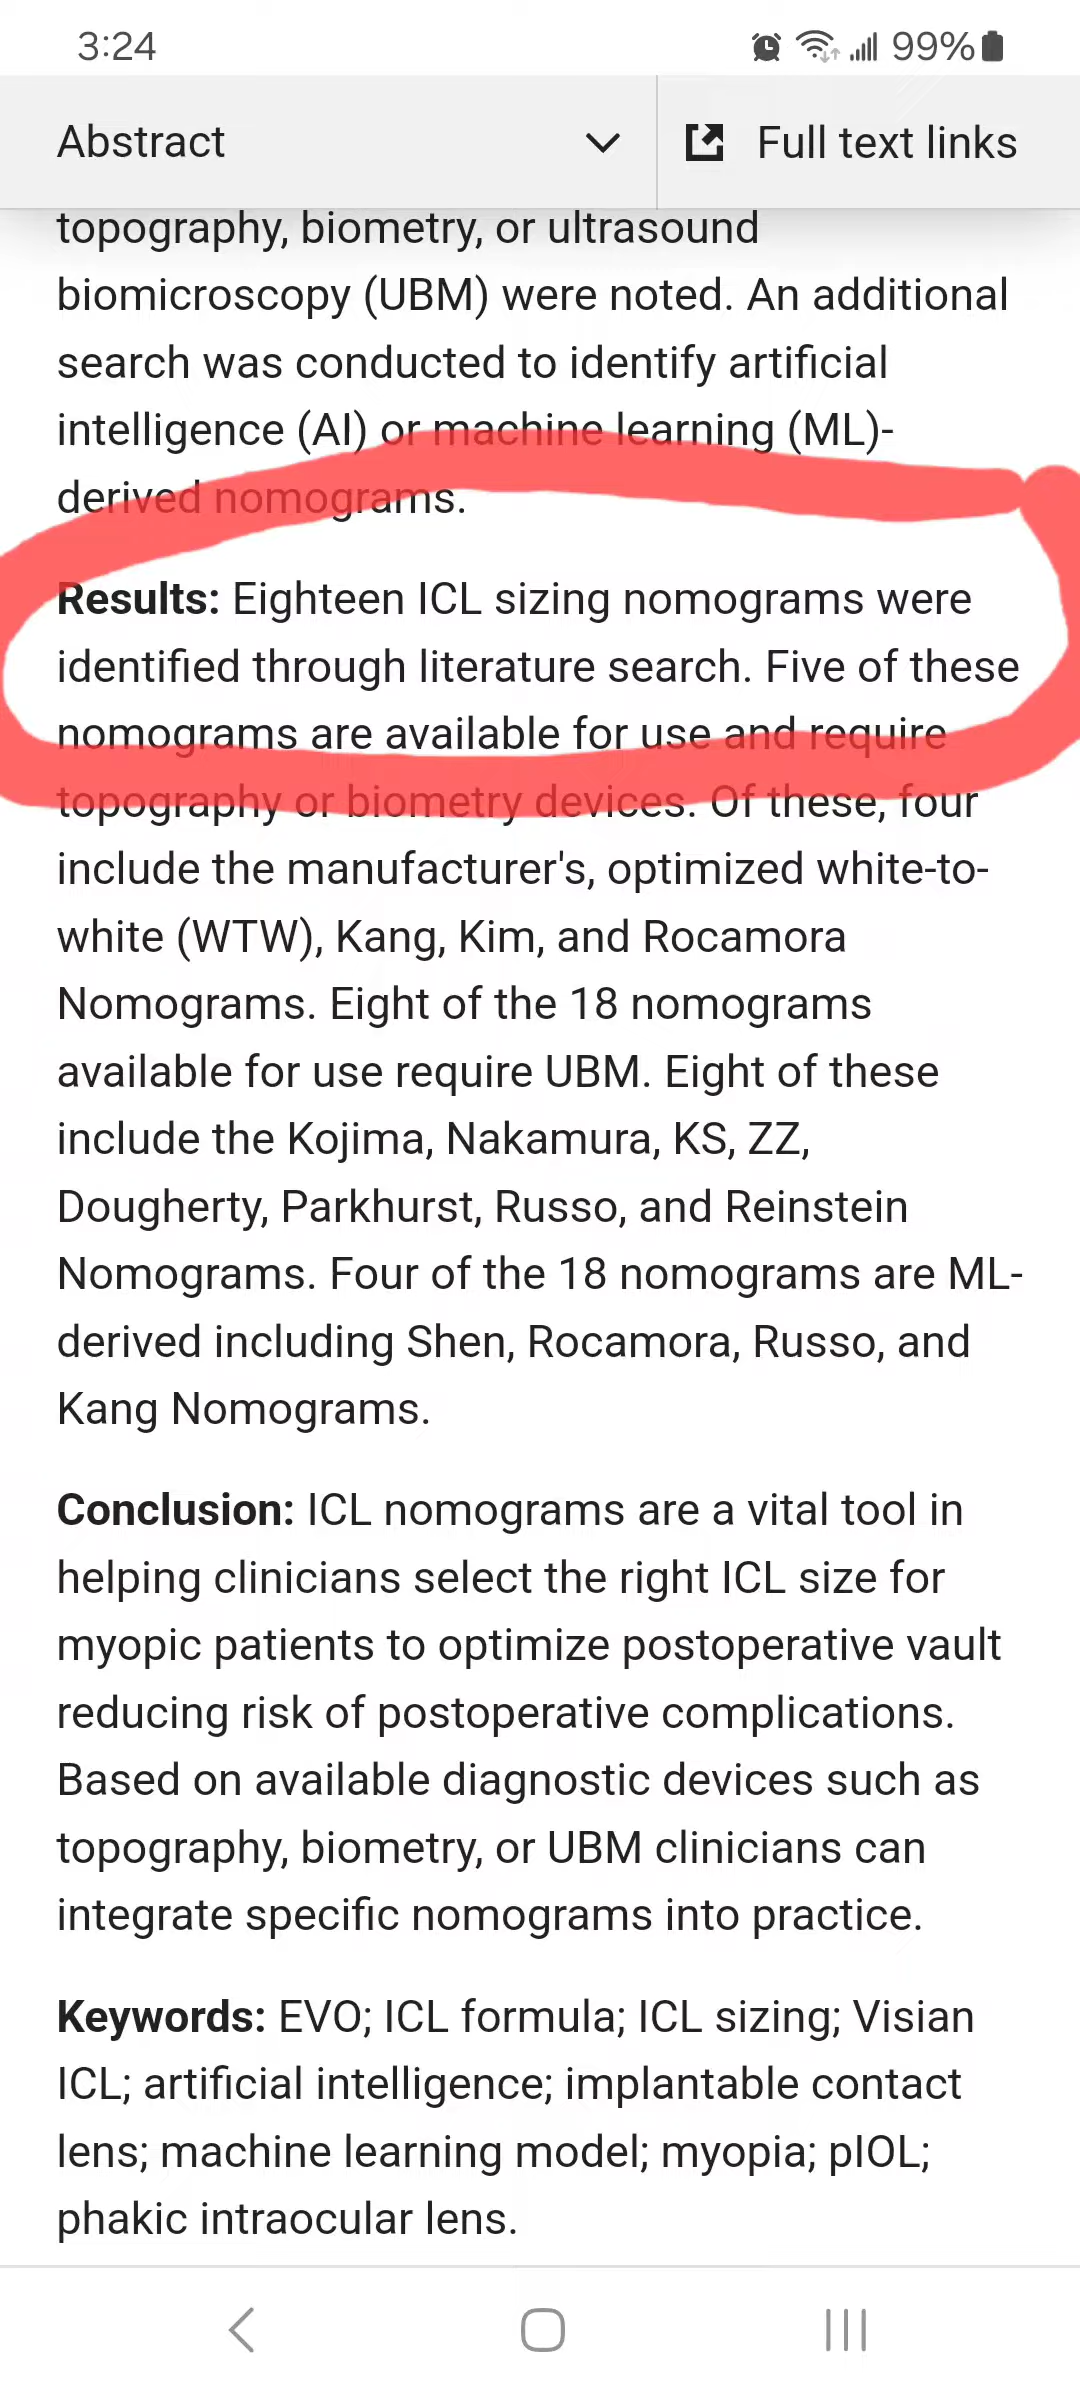 3:24
99%
Abstract
Full text links
topography, biometry, or ultrasound
biomicroscopy (UBM) were noted. An additional
search was conducted to identify artificial
intelligence (AI) or machine learning (ML)-
derived nomograms.
Results: Eighteen ICL sizing nomograms were
identified through literature search. Five of these
nomograms are available for use and require
topography or biometry devices. Of these, four
include the manufacturer's, optimized white-to-
white (WTW), Kang, Kim, and Rocamora
Nomograms. Eight of the 18 nomograms
available for use require UBM. Eight of these
include the Kojima, Nakamura, KS, ZZ,
Dougherty, Parkhurst, Russo, and Reinstein
Nomograms. Four of the 18 nomograms are ML-
derived including Shen, Rocamora, Russo, and
Kang Nomograms.
Conclusion: ICL nomograms are a vital tool in
helping clinicians select the right ICL size for
myopic patients to optimize postoperative vault
reducing risk of postoperative complications.
Based on available diagnostic devices such as
topography, biometry, or UBM clinicians can
integrate specific nomograms into practice.
Keywords: EVO; ICL formula; ICL sizing; Visian
ICL; artificial intelligence; implantable contact
lens; machine learning model; myopia; pIOL;
phakic intraocular lens.